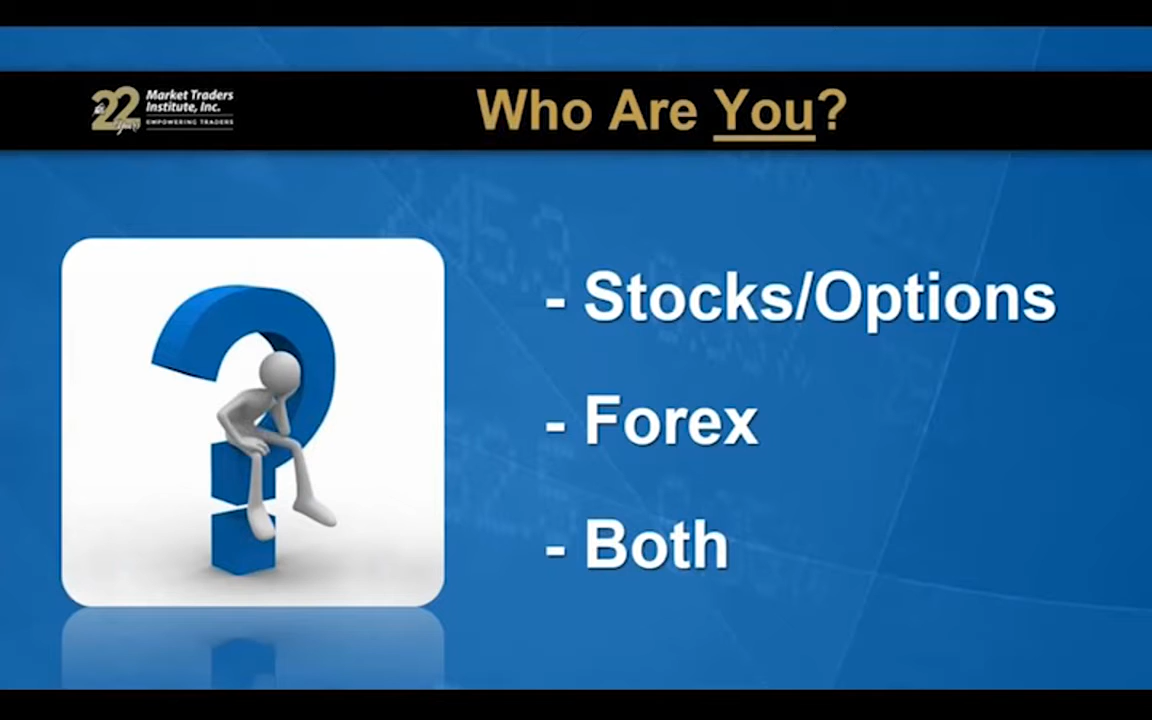 22
Years
Market Traders
Institute, Inc.
EMPOWERING TRADERS
Who Are You?
- Stocks/Options
- Forex
- Both